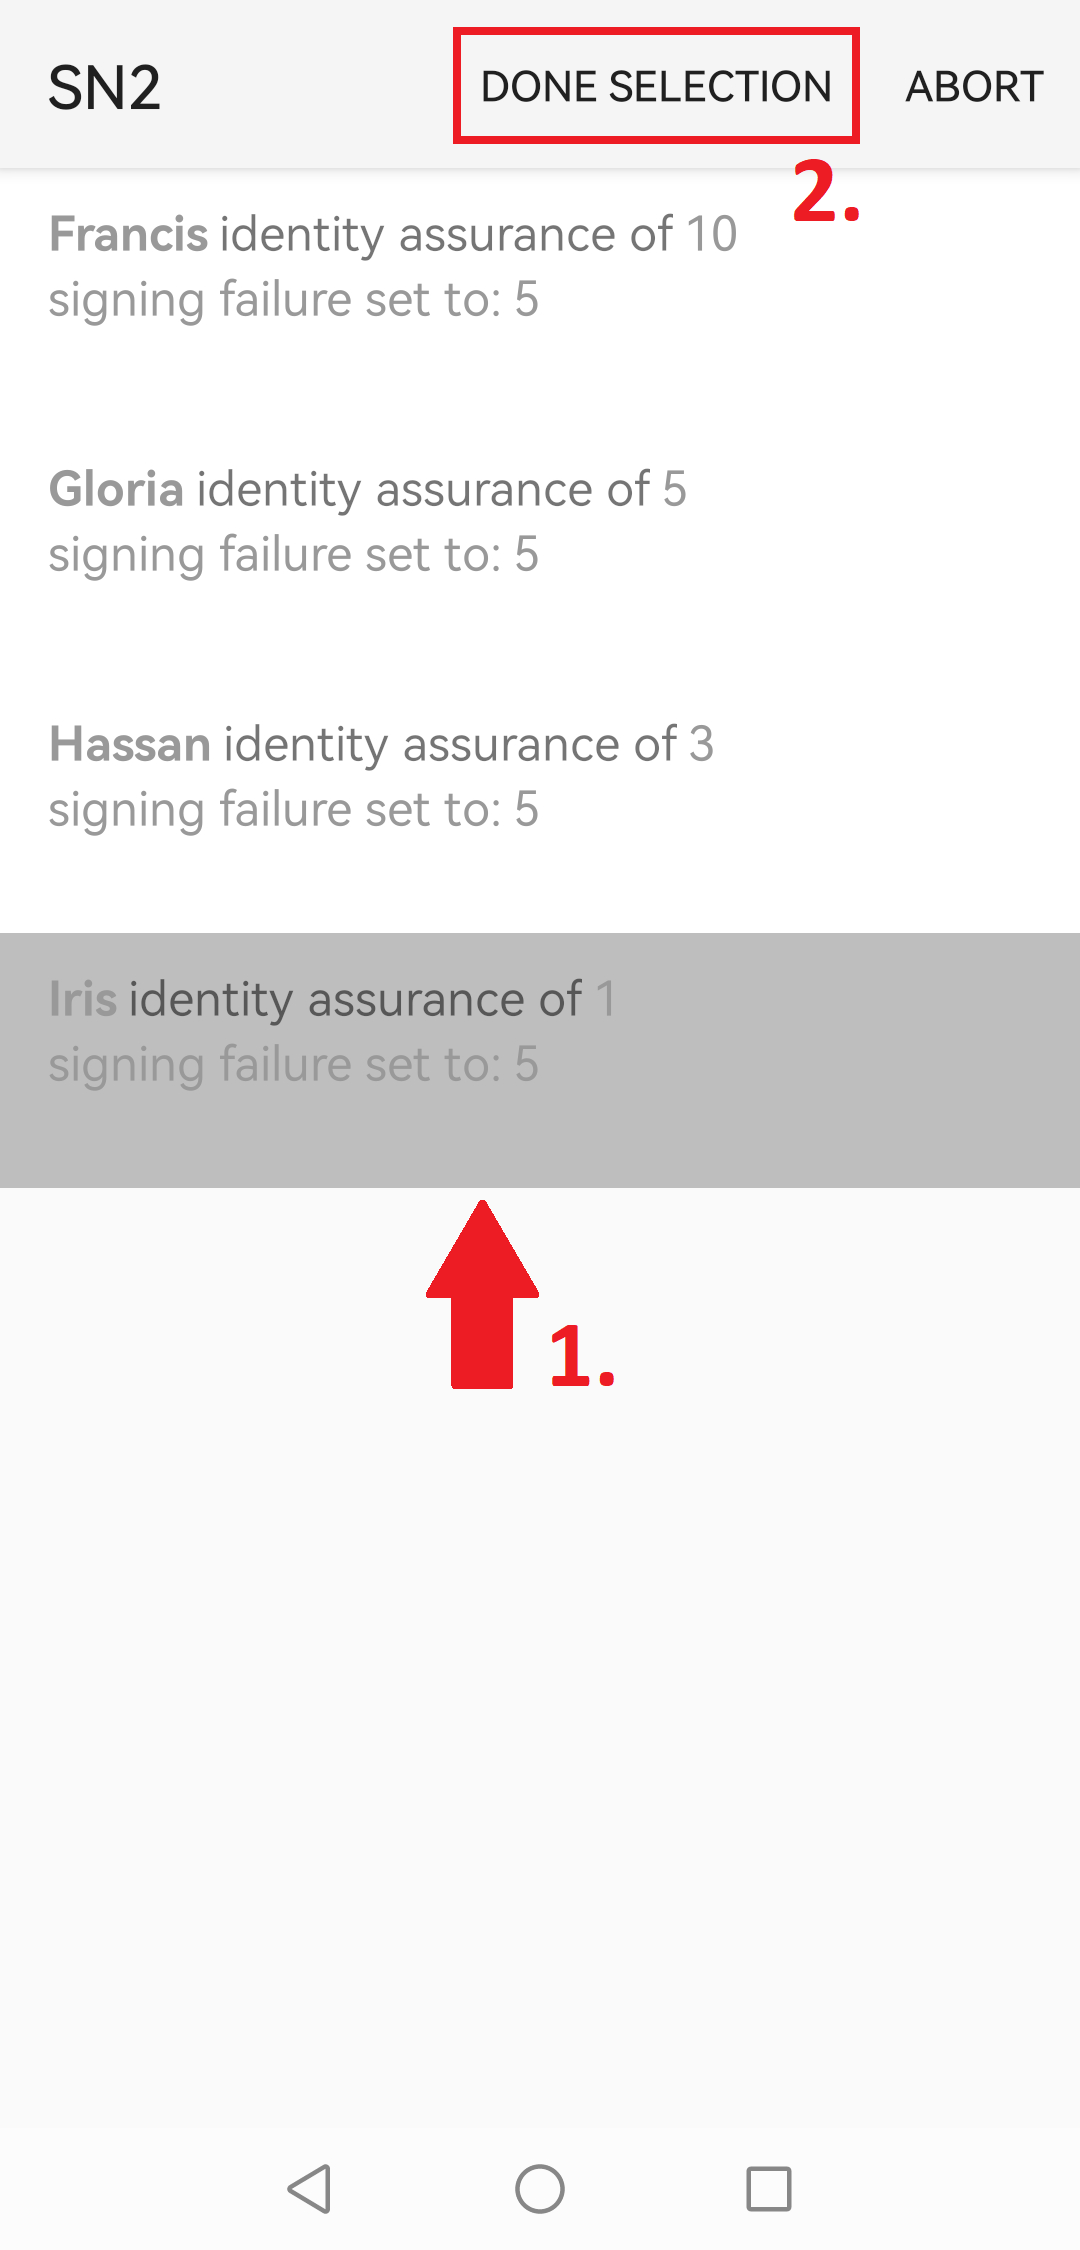 SN2
DONE SELECTION
ABORT
2.
Francis identity assurance of 10
signing failure set to: 5
Gloria identity assurance of 5
signing failure set to: 5
Hassan identity assurance of 3
signing failure set to: 5
Iris identity assurance of 1
signing failure set to: 5
1.